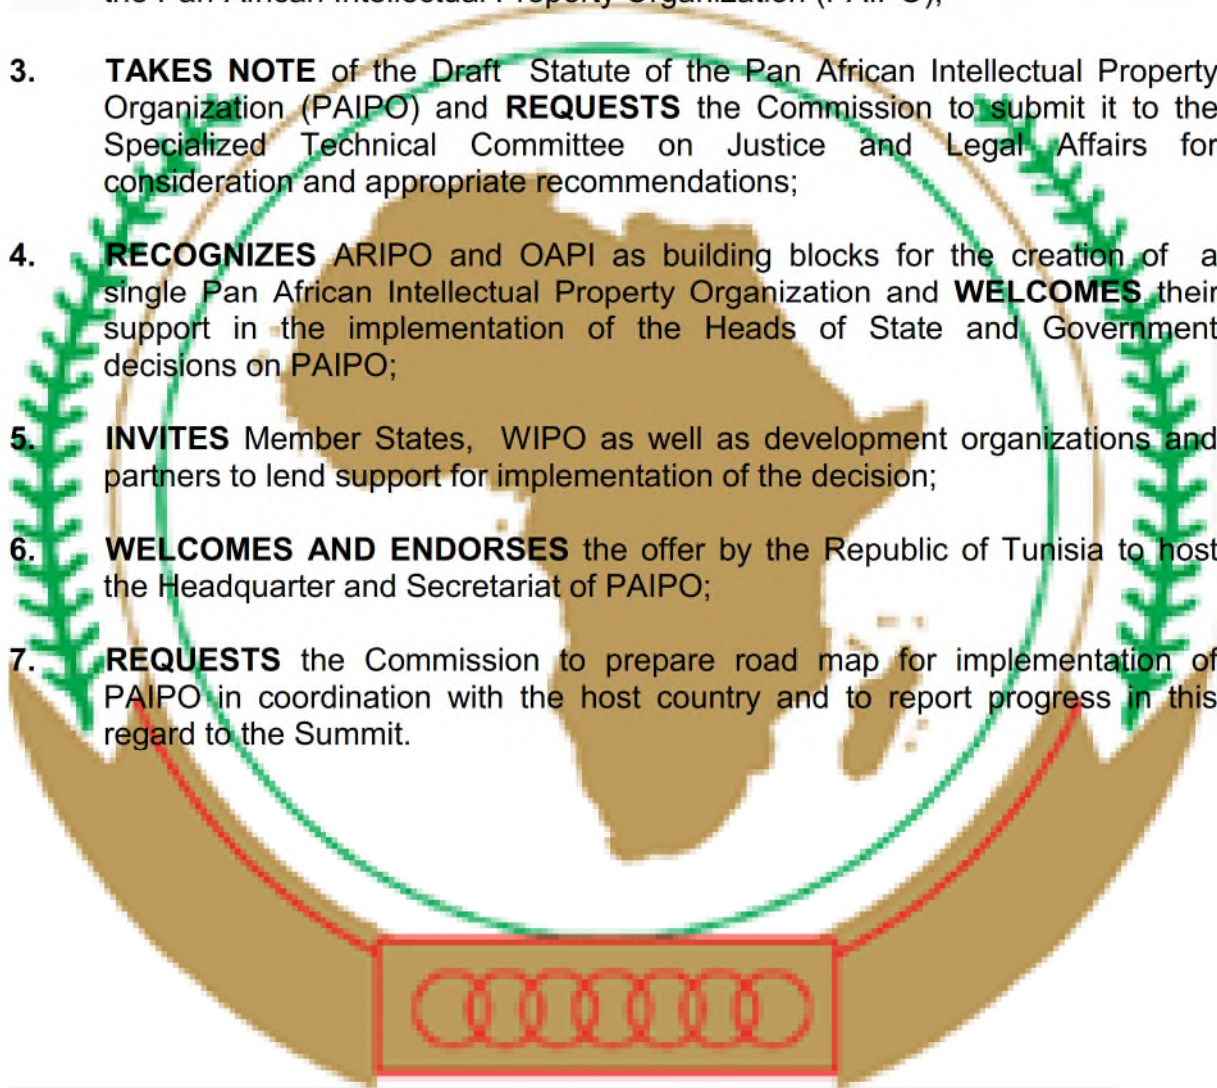 the Pan African Intellectual Property Organization (PAIPO);
3. TAKES NOTE of the Draft Statute of the Pan African Intellectual Property
Organization (PAIPO) and REQUESTS the Commission to submit it to the
Specialized Technical Committee on Justice and Legal Affairs for
consideration and appropriate recommendations;
4. RECOGNIZES ARIPO and OAPI as building blocks for the creation of a
single Pan African Intellectual Property Organization and WELCOMES their
support in the implementation of the Heads of State and Government
decisions on PAIPO;
5. INVITES Member States, WIPO as well as development organizations and
partners to lend support for implementation of the decision;
6. WELCOMES AND ENDORSES the offer by the Republic of Tunisia to host
the Headquarter and Secretariat of PAIPO;
7. REQUESTS the Commission to prepare road map for implementation of
PAIPO in coordination with the host country and to report progress in this
regard to the Summit.